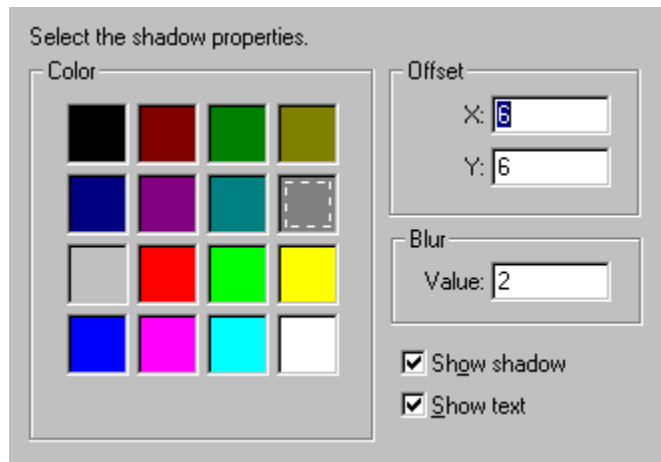 Select the shadow properties.
Color
Offset
X: 6
Y: 6
Blur
Value: 2
Show shadow
Show text